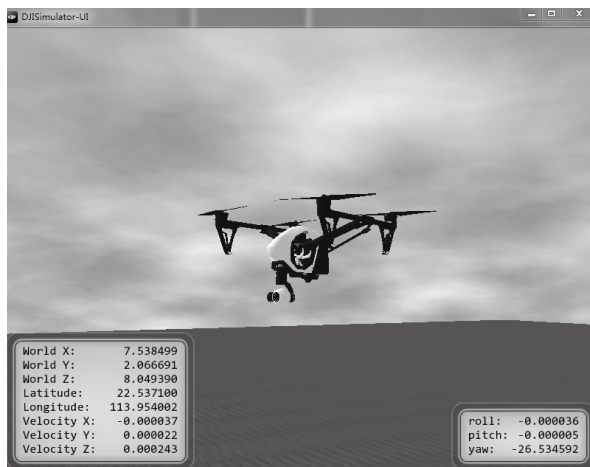 DJISimulator-UI
World X: 7.538499
World Y: 2.066691
World Z: 8.049390
Latitude: 22.537100
Longitude: 113.954002
Velocity X: -0.000037
Velocity Y: 0.000022
Velocity Z: 0.000243
roll: -0.000036
pitch: -0.000005
yaw: -26.534592